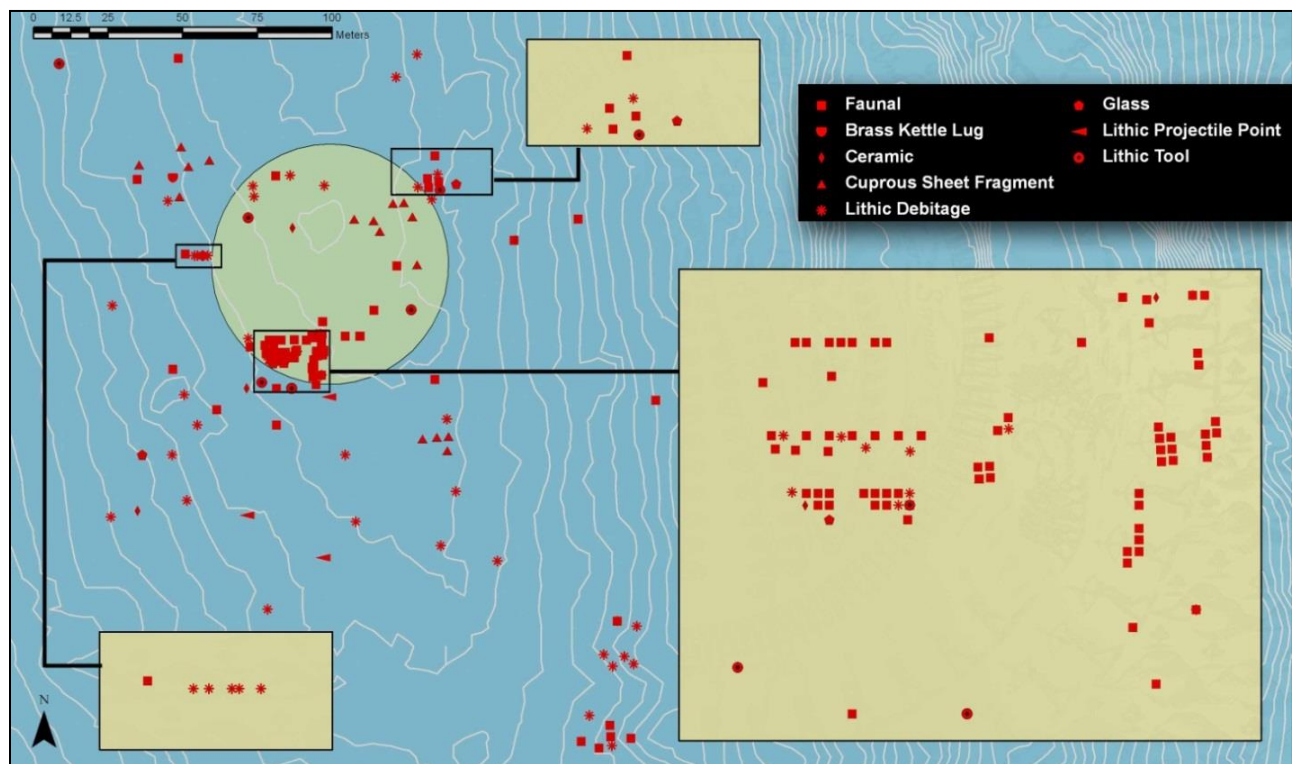 0 12.5 25 50 75 100
Meters
Faunal
Brass Kettle Lug
Ceramic
Cuprous Sheet Fragment
Lithic Debitage
Glass
Lithic Projectile Point
Lithic Tool
N